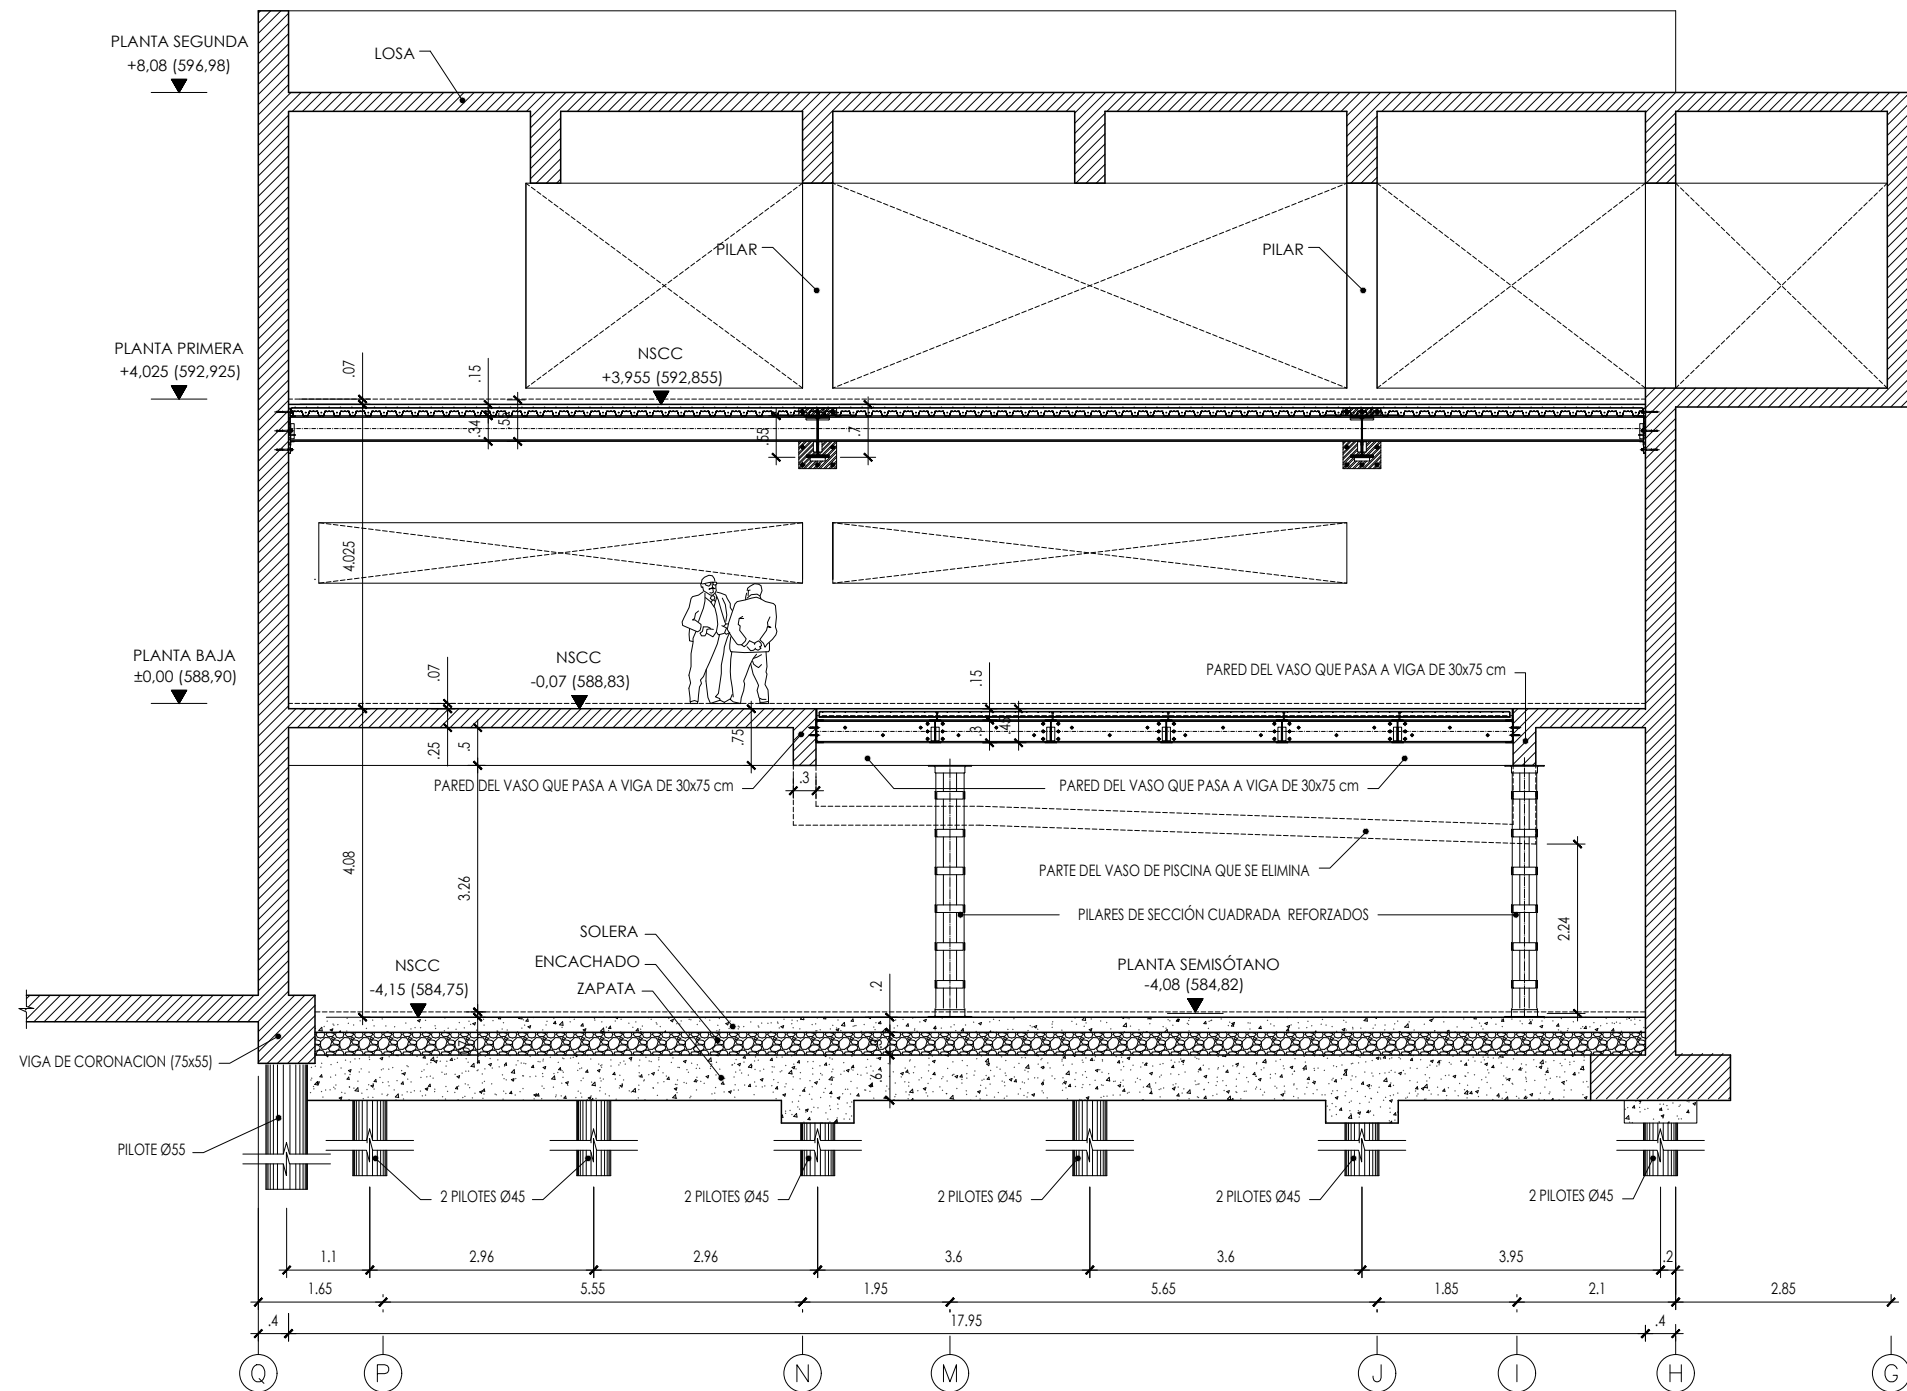 PLANTA SEGUNDA
+8,08 (596,98)
LOSA
PILAR
PILAR
PLANTA PRIMERA
+4,025 (592,925)
NSCC
+3,955 (592,855)
.07
.15
.34
.55
.7
4.025
PLANTA BAJA
±0,00 (588,90)
NSCC
-0,07 (588,83)
.07
.15
PARED DEL VASO QUE PASA A VIGA DE 30x75 cm
.25
.5
.75
.3
.45
PARED DEL VASO QUE PASA A VIGA DE 30x75 cm
.3
PARED DEL VASO QUE PASA A VIGA DE 30x75 cm
4.08
3.26
PARTE DEL VASO DE PISCINA QUE SE ELIMINA
PILARES DE SECCIÓN CUADRADA REFORZADOS
2.24
SOLERA
ENCACHADO
ZAPATA
NSCC
-4,15 (584,75)
PLANTA SEMISÓTANO
-4,08 (584,82)
.2
.6
VIGA DE CORONACION (75x55)
PILOTE Ø55
2 PILOTES Ø45
2 PILOTES Ø45
2 PILOTES Ø45
2 PILOTES Ø45
2 PILOTES Ø45
1.1
2.96
2.96
3.6
3.6
3.95
.2
1.65
5.55
1.95
5.65
1.85
2.1
2.85
.4
17.95
.4
Q
P
N
M
J
I
H
G